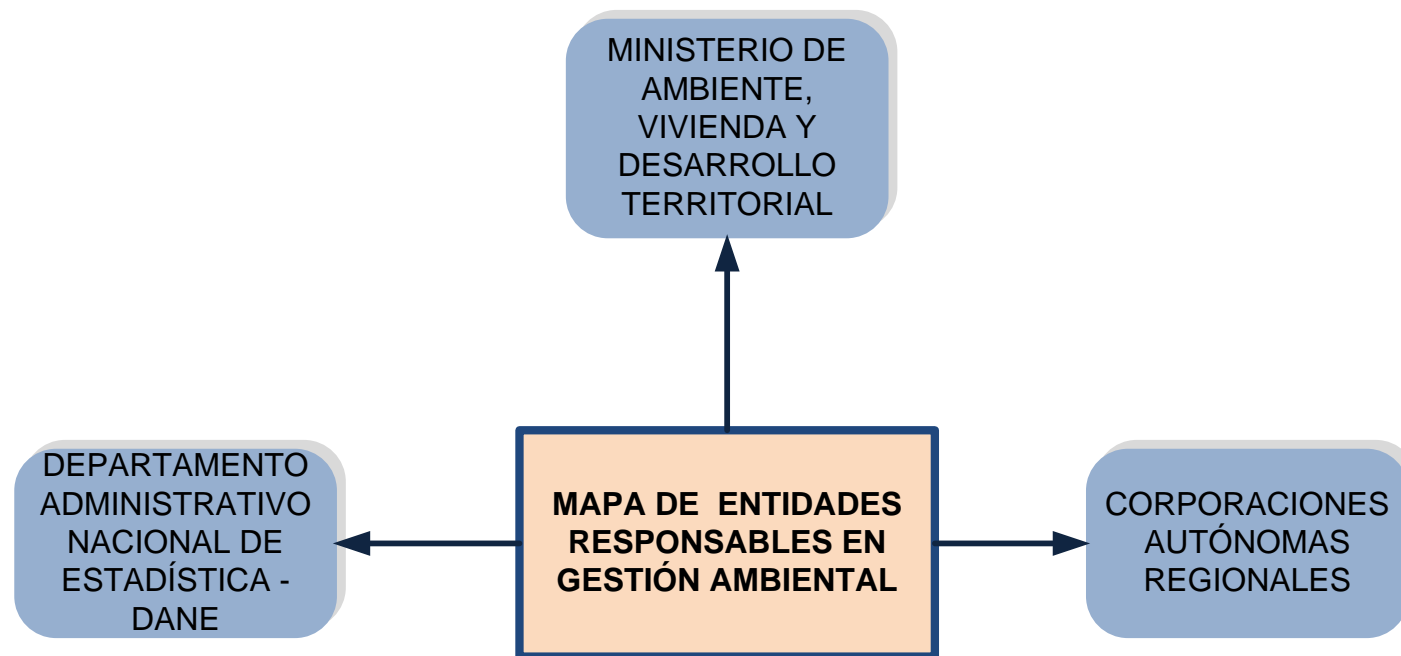 MINISTERIO DE
AMBIENTE,
VIVIENDA Y
DESARROLLO
TERRITORIAL
DEPARTAMENTO
ADMINISTRATIVO
NACIONAL DE
ESTADÍSTICA -
DANE
MAPA DE ENTIDADES
RESPONSABLES EN
GESTIÓN AMBIENTAL
CORPORACIONES
AUTÓNOMAS
REGIONALES